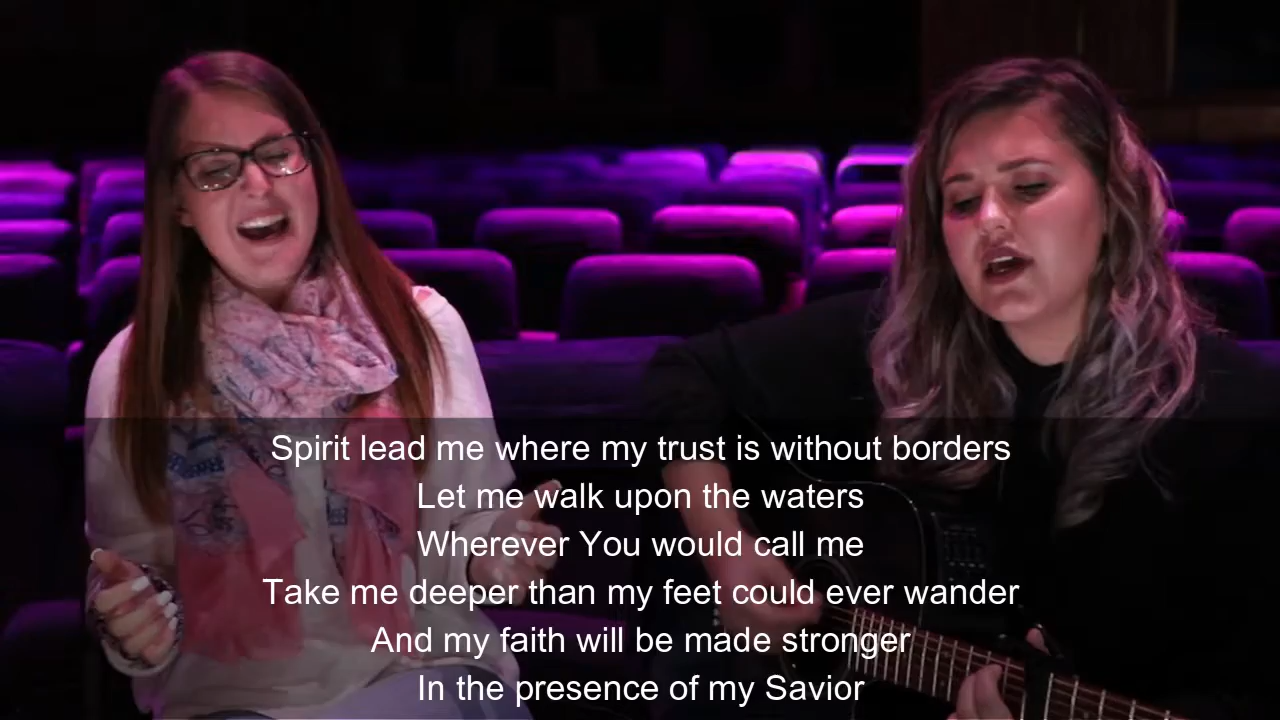 Spirit lead me where my trust is without borders
Let me walk upon the waters
Wherever You would call me
Take me deeper than my feet could ever wander
And my faith will be made stronger
In the presence of my Savior